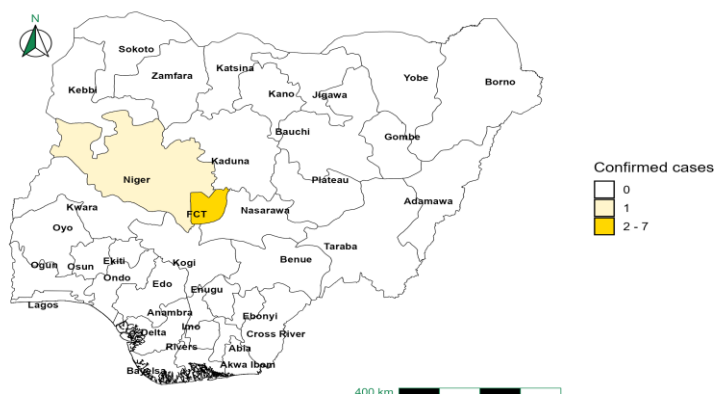 N
Sokoto
Katsina
Zamfara
Yobe
Borno
Kebbi
Kano
Jigawa
Bauchi
Gombe
Kaduna
Niger
Plateau
Adamawa
Kwara
FCT
Nasarawa
Oyo
Taraba
Ogun
Osun
Ekiti
Kogi
Benue
Ondo
Edo
Enugu
Lagos
Anambra
Ebonyi
Delta
Imo
Cross River
Rivers
Abia
Bayelsa
Akwa Ibom
Confirmed cases
0
1
2 - 7
400 km